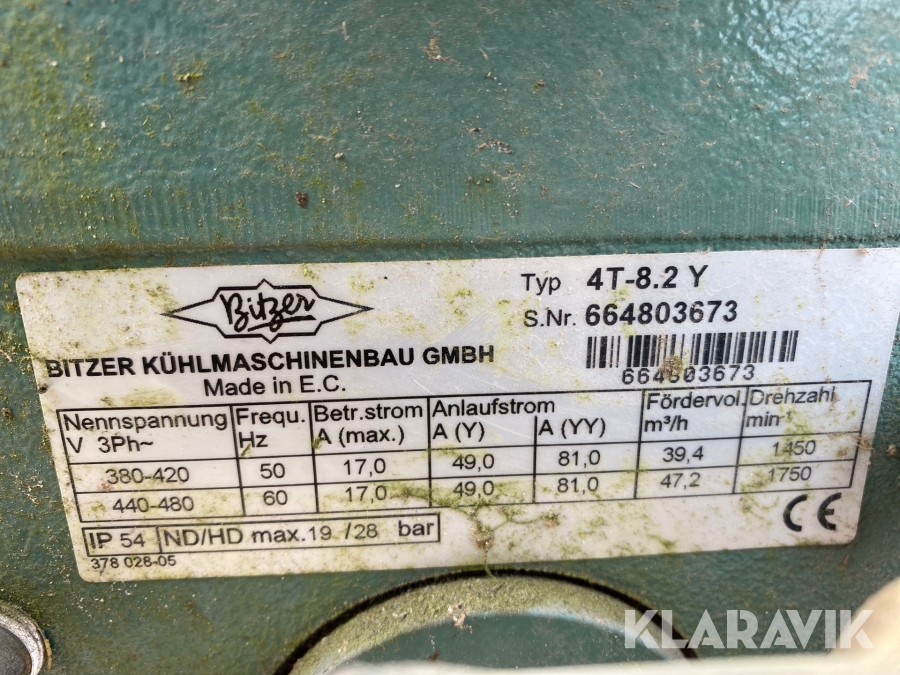 Bitzer
BITZER KÜHLMASCHINENBAU GMBH
Made in E.C.
Typ 4T-8.2 Y
S.Nr. 664803673
664803673
Nennspannung V 3Ph~ Frequ. Hz Betr.strom A (max.) Anlaufstrom A (Y) A (YY) Fördervol. m³/h Drehzahl min⁻¹
380-420 50 17,0 49,0 81,0 39,4 1450
440-480 60 17,0 49,0 81,0 47,2 1750
IP 54 ND/HD max. 19 /28 bar
378 028-05
CE
KLARAVIK